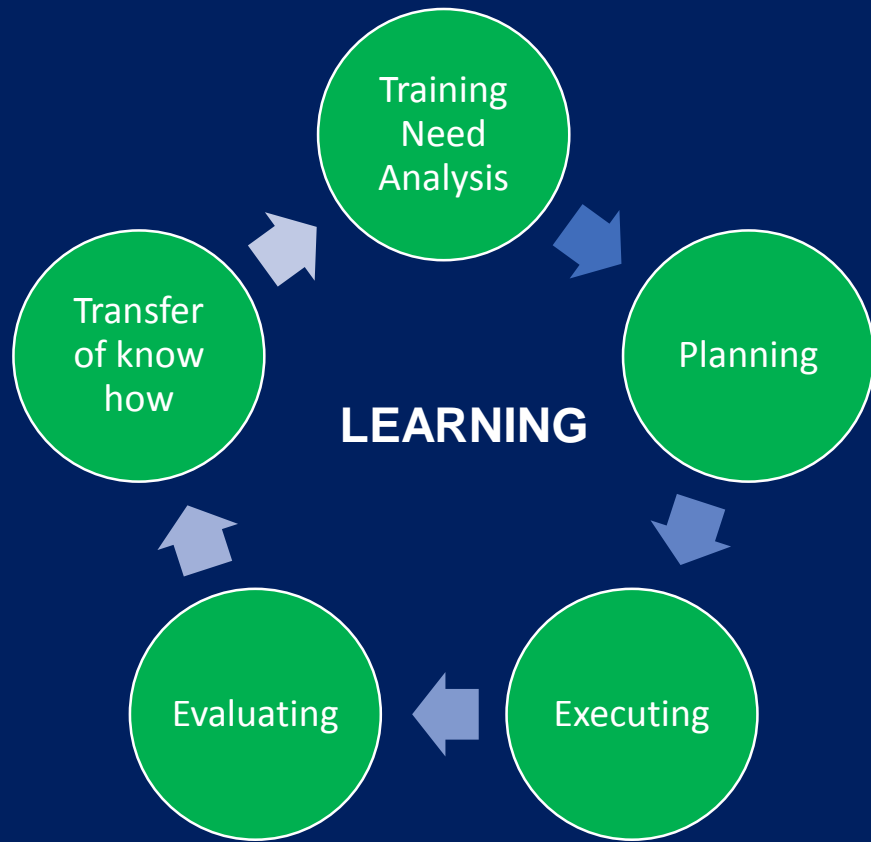 Training
Need
Analysis
Planning
Executing
Evaluating
Transfer
of know
how
LEARNING